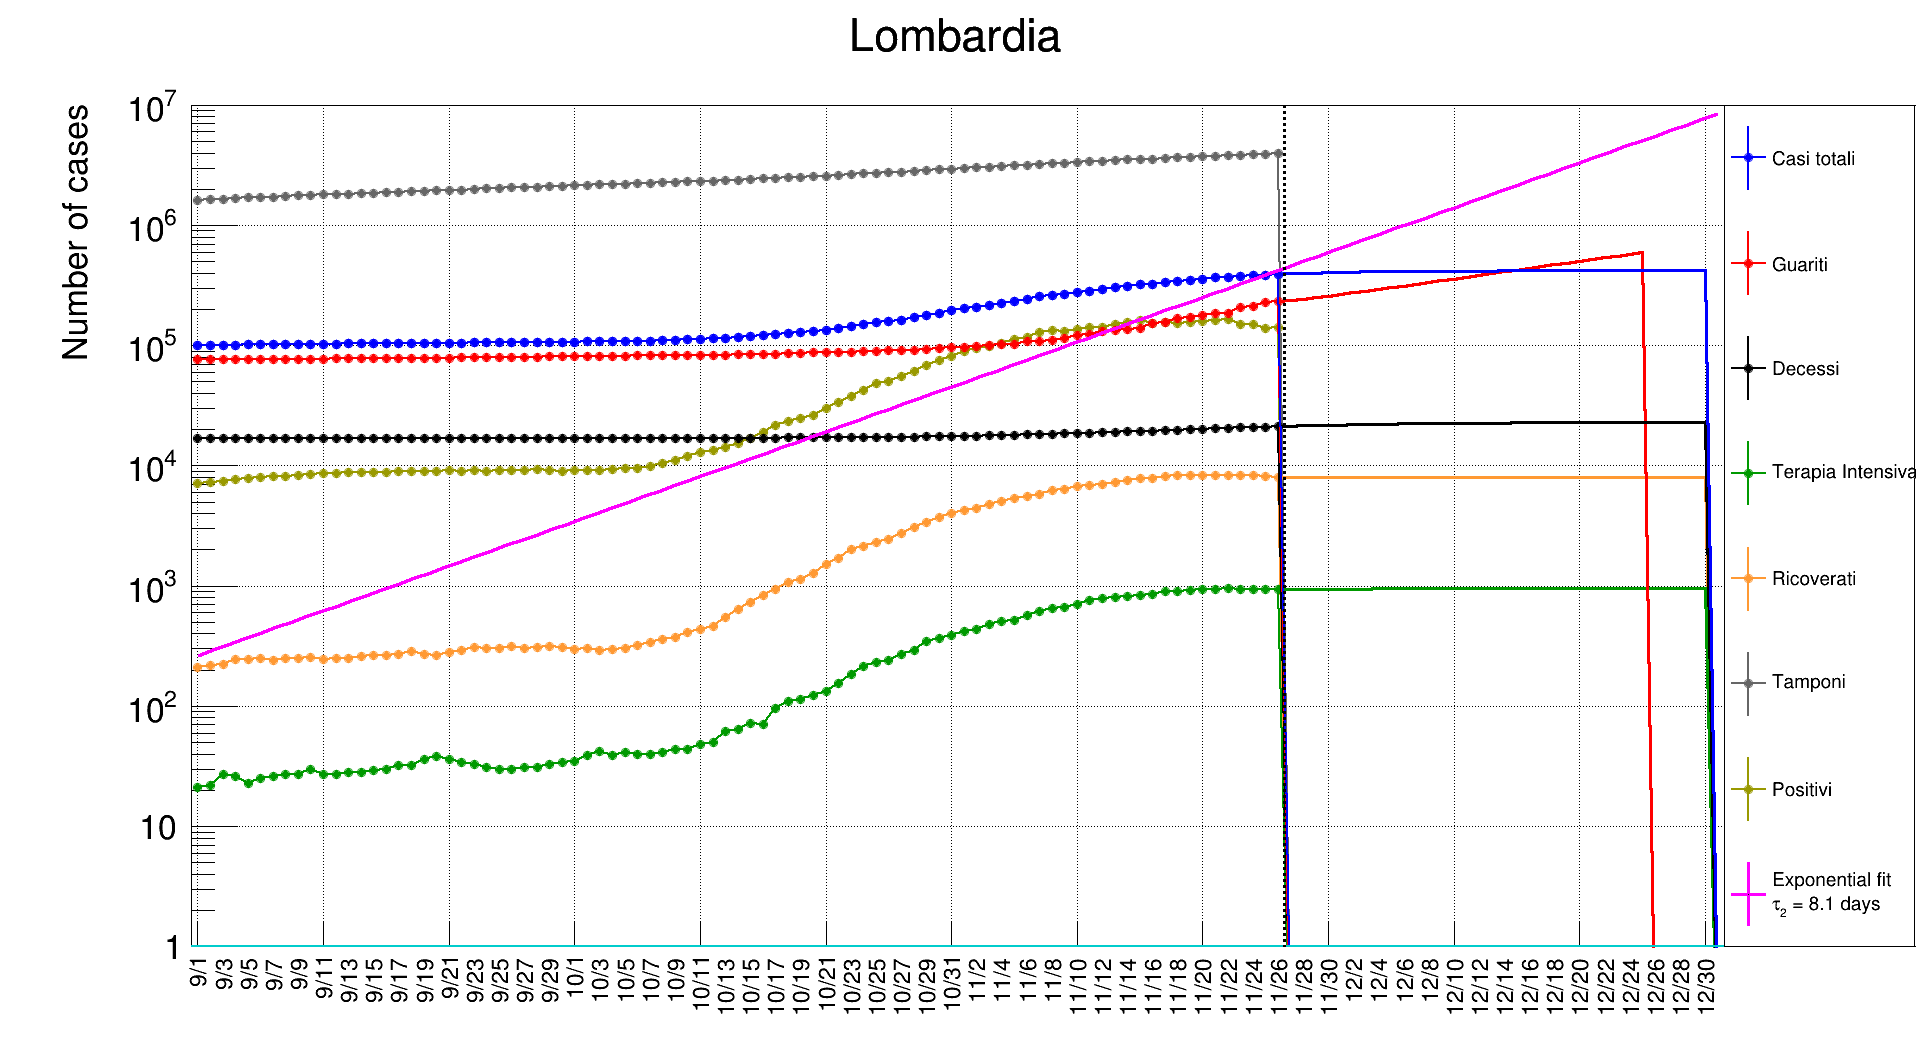 Lombardia
Number of cases
10^7
10^6
10^5
10^4
10^3
10^2
10
1
9/1 9/3 9/5 9/7 9/9 9/11 9/13 9/15 9/17 9/19 9/21 9/23 9/25 9/27 9/29 10/1 10/3 10/5 10/7 10/9 10/11 10/13 10/15 10/17 10/19 10/21 10/23 10/25 10/27 10/29 10/31 11/2 11/4 11/6 11/8 11/10 11/12 11/14 11/16 11/18 11/20 11/22 11/24 11/26 11/28 11/30 12/2 12/4 12/6 12/8 12/10 12/12 12/14 12/16 12/18 12/20 12/22 12/24 12/26 12/28 12/30
Casi totali
Guariti
Decessi
Terapia Intensiva
Ricoverati
Tamponi
Positivi
Exponential fit
τ₂ = 8.1 days